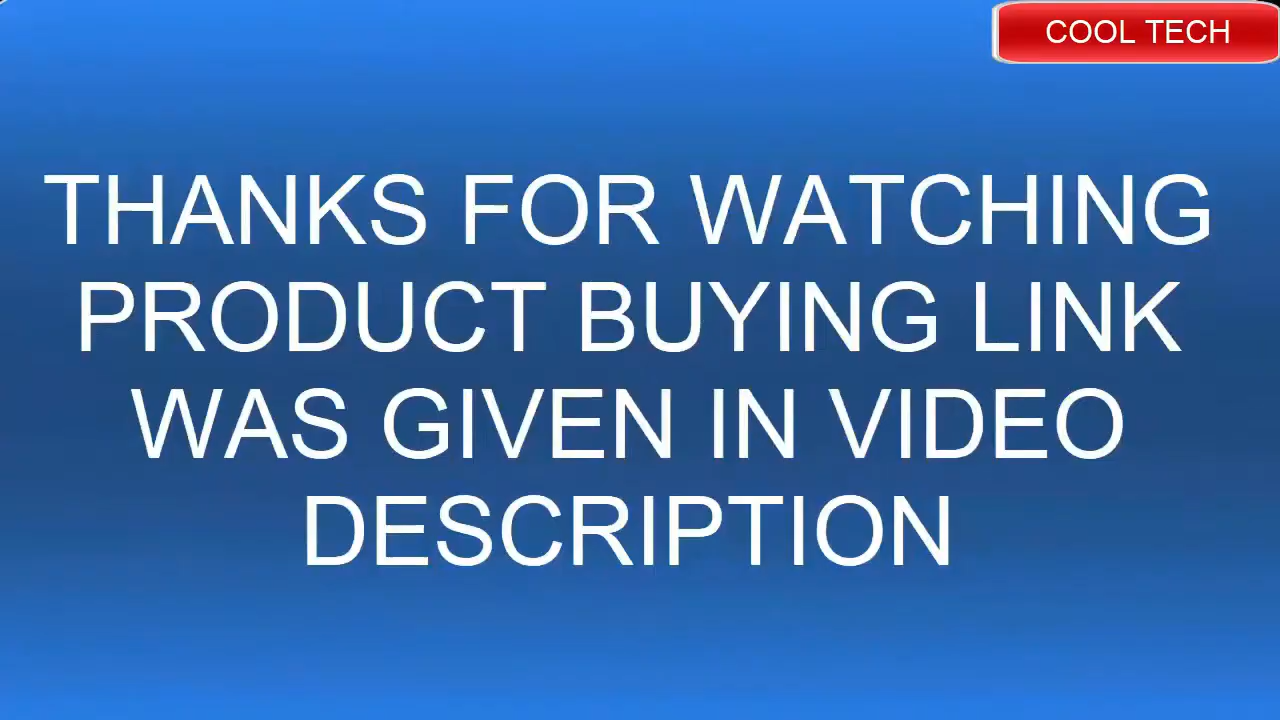 COOL TECH
THANKS FOR WATCHING
PRODUCT BUYING LINK
WAS GIVEN IN VIDEO
DESCRIPTION